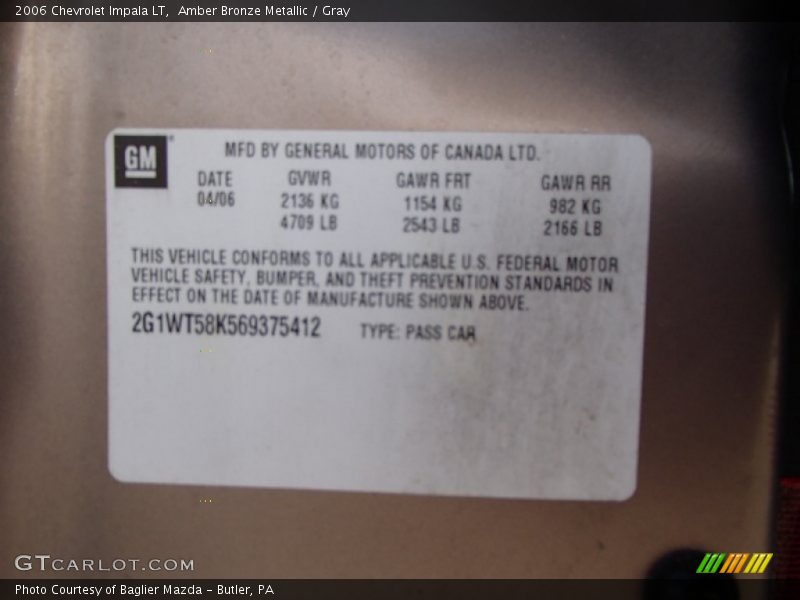 2006 Chevrolet Impala LT,  Amber Bronze Metallic / Gray
GM
MFD BY GENERAL MOTORS OF CANADA LTD.
DATE GVWR GAWR FRT GAWR RR
04/06 2136 KG 1154 KG 982 KG
4709 LB 2543 LB 2166 LB
THIS VEHICLE CONFORMS TO ALL APPLICABLE U.S. FEDERAL MOTOR
VEHICLE SAFETY, BUMPER, AND THEFT PREVENTION STANDARDS IN
EFFECT ON THE DATE OF MANUFACTURE SHOWN ABOVE.
2G1WT58K569375412 TYPE: PASS CAR
GTCARLOT.COM
Photo Courtesy of Baglier Mazda - Butler, PA